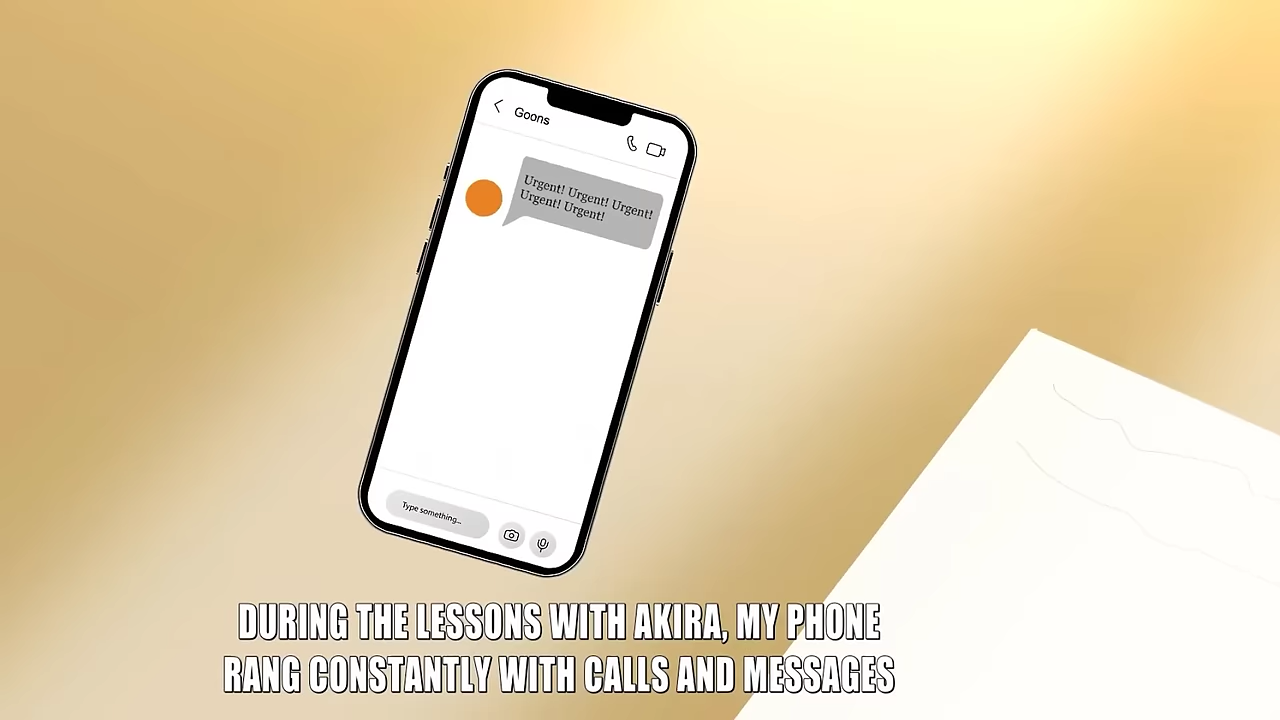 Goons
Urgent! Urgent! Urgent!
Urgent! Urgent!
Type something...
DURING THE LESSONS WITH AKIRA, MY PHONE
RANG CONSTANTLY WITH CALLS AND MESSAGES